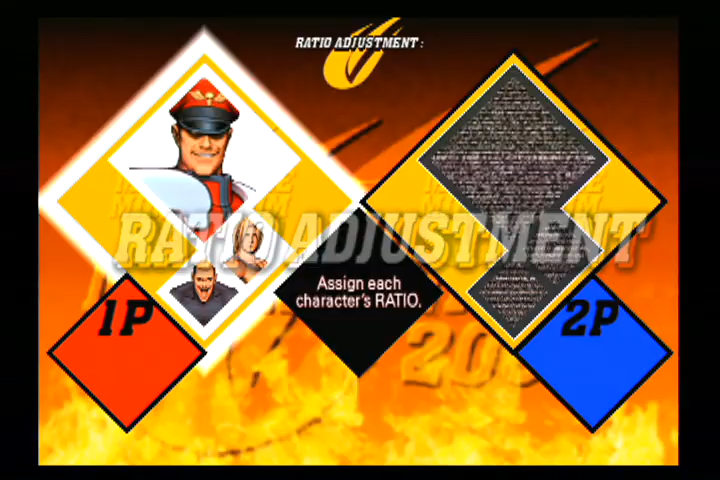 RATIO ADJUSTMENT:
RATIO ADJUSTMENT
Assign each
character's RATIO.
1P
2P